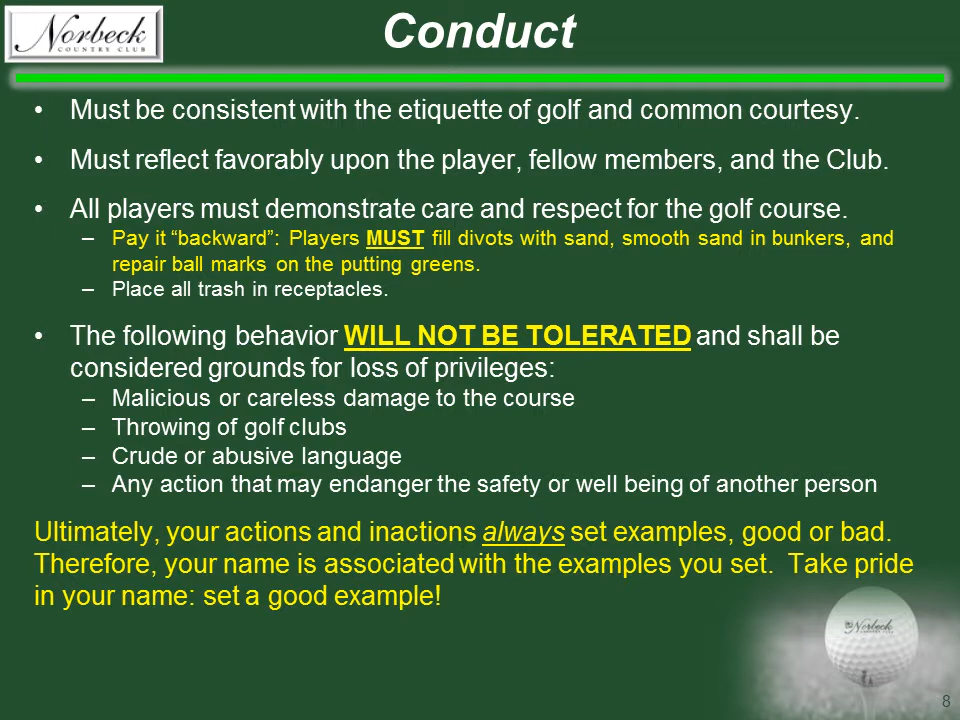 Norbeck
COUNTRY CLUB
Conduct
• Must be consistent with the etiquette of golf and common courtesy.
• Must reflect favorably upon the player, fellow members, and the Club.
• All players must demonstrate care and respect for the golf course.
– Pay it “backward”: Players MUST fill divots with sand, smooth sand in bunkers, and
repair ball marks on the putting greens.
– Place all trash in receptacles.
• The following behavior WILL NOT BE TOLERATED and shall be
considered grounds for loss of privileges:
– Malicious or careless damage to the course
– Throwing of golf clubs
– Crude or abusive language
– Any action that may endanger the safety or well being of another person
Ultimately, your actions and inactions always set examples, good or bad.
Therefore, your name is associated with the examples you set. Take pride
in your name: set a good example!
Norbeck
COUNTRY CLUB
8